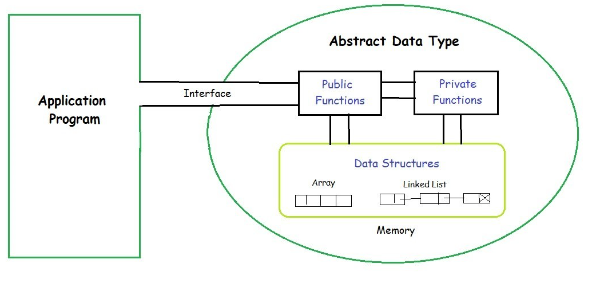 Abstract Data Type
Application
Program
Interface
Public
Functions
Private
Functions
Data Structures
Array
Linked List
Memory